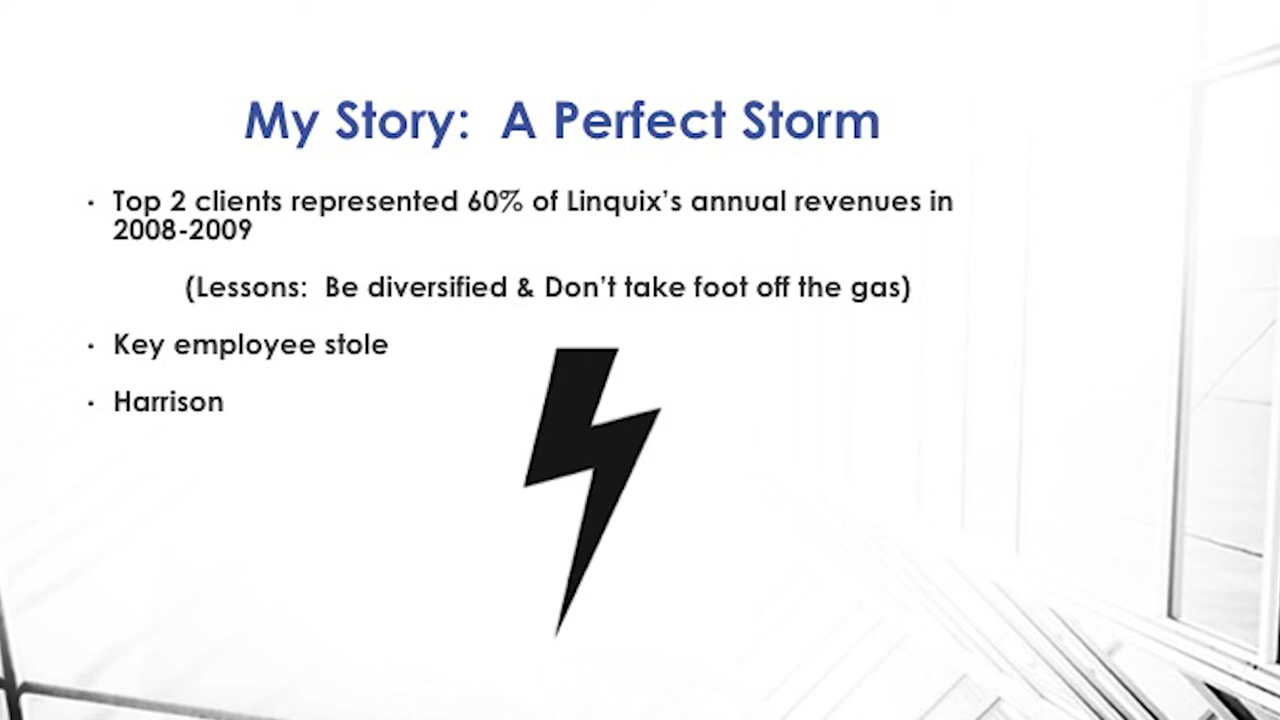 My Story:  A Perfect Storm
· Top 2 clients represented 60% of Linquix’s annual revenues in
2008-2009
(Lessons:  Be diversified & Don’t take foot off the gas)
· Key employee stole
· Harrison